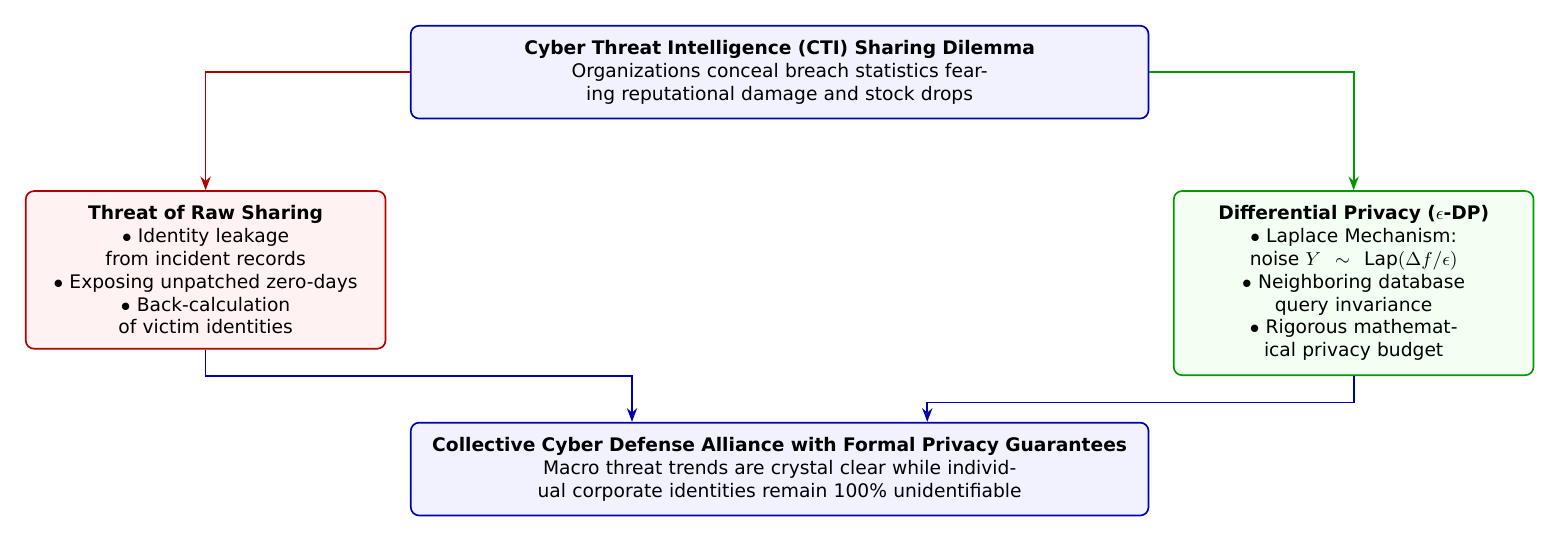 Cyber Threat Intelligence (CTI) Sharing Dilemma
Organizations conceal breach statistics fear-
ing reputational damage and stock drops
Threat of Raw Sharing
• Identity leakage
from incident records
• Exposing unpatched zero-days
• Back-calculation
of victim identities
Differential Privacy (ϵ-DP)
• Laplace Mechanism:
noise Y ∼ Lap(Δf/ϵ)
• Neighboring database
query invariance
• Rigorous mathemat-
ical privacy budget
Collective Cyber Defense Alliance with Formal Privacy Guarantees
Macro threat trends are crystal clear while individ-
ual corporate identities remain 100% unidentifiable